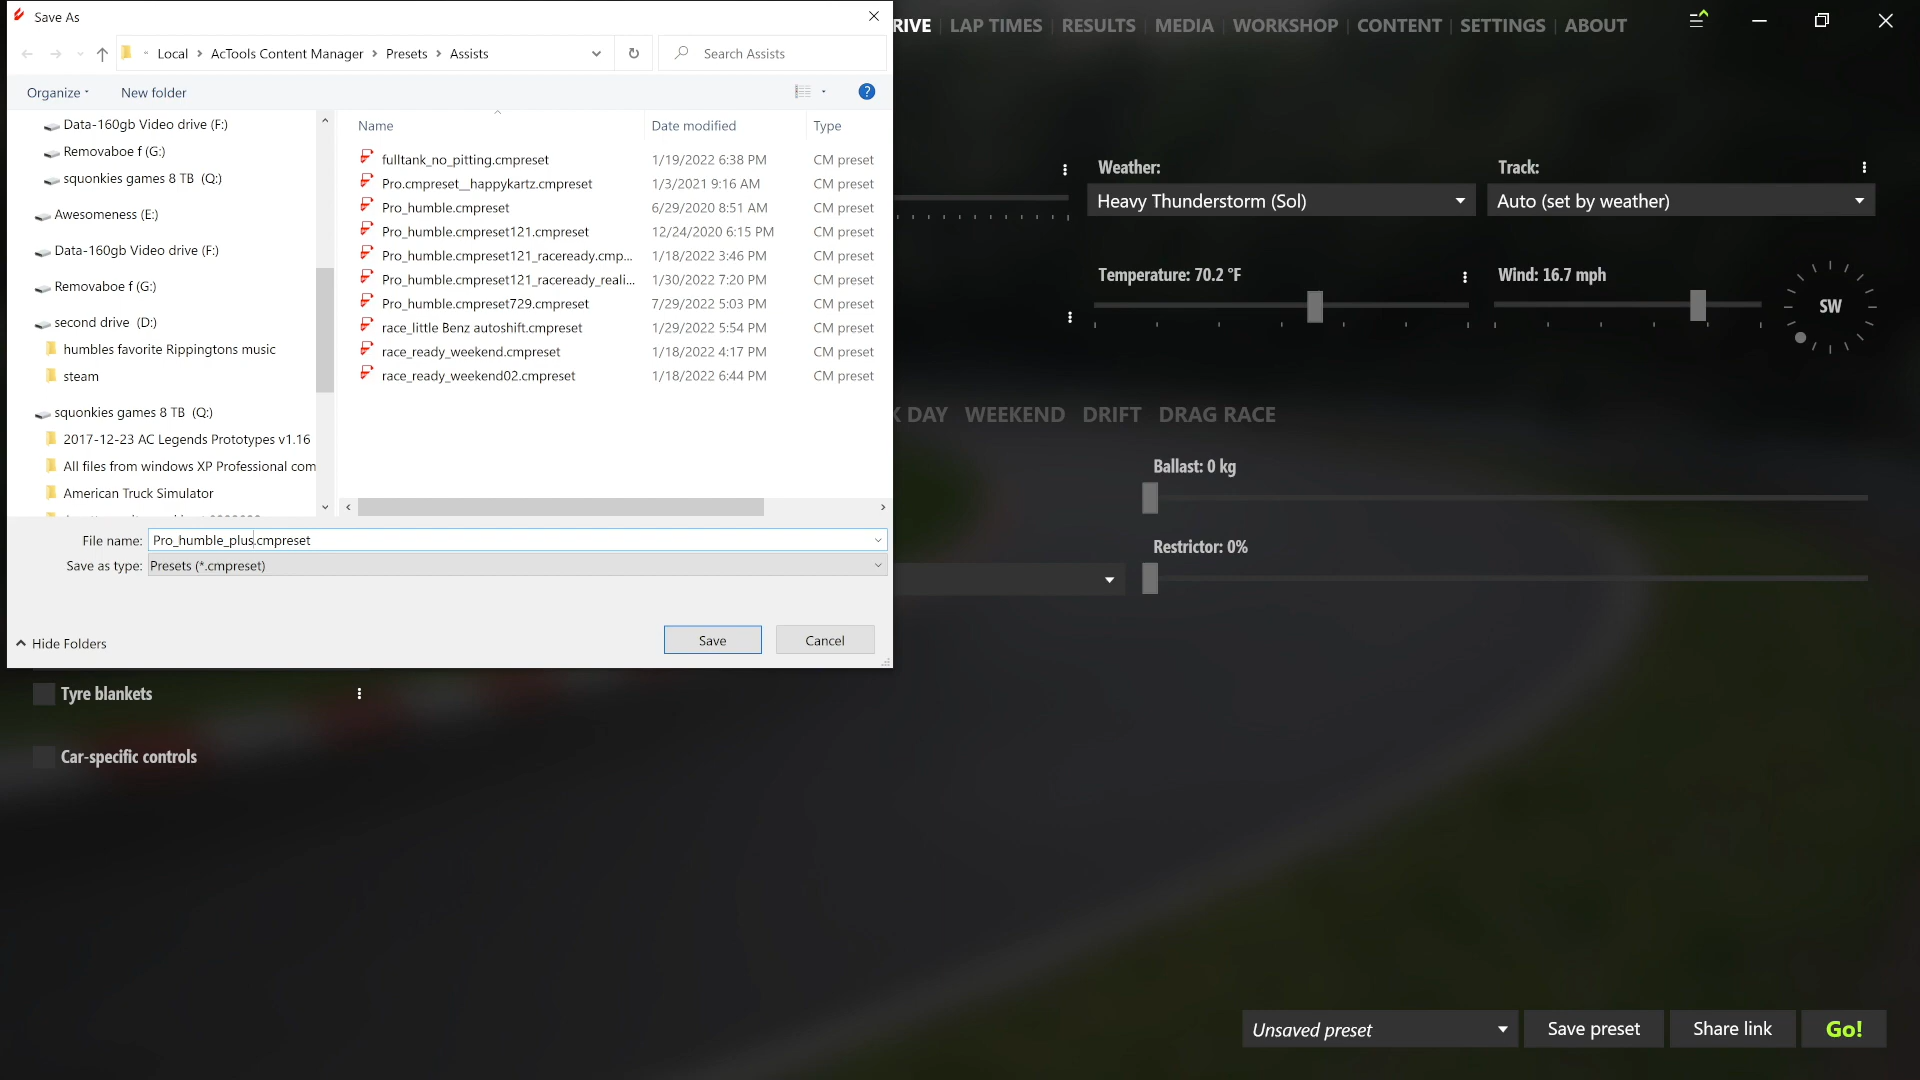 Save As
Local > AcTools Content Manager > Presets > Assists
Search Assists
Organize
New folder
Data-160gb Video drive (F:)
Removaboe f (G:)
squonkies games 8 TB (Q:)
Awesomeness (E:)
Data-160gb Video drive (F:)
Removaboe f (G:)
second drive (D:)
humbles favorite Rippingtons music
steam
squonkies games 8 TB (Q:)
2017-12-23 AC Legends Prototypes v1.16
All files from windows XP Professional com
American Truck Simulator
Name Date modified Type
fulltank_no_pitting.cmpreset 1/19/2022 6:38 PM CM preset
Pro.cmpreset__happykartz.cmpreset 1/3/2021 9:16 AM CM preset
Pro_humble.cmpreset 6/29/2020 8:51 AM CM preset
Pro_humble.cmpreset121.cmpreset 12/24/2020 6:15 PM CM preset
Pro_humble.cmpreset121_raceready.cmp... 1/18/2022 3:46 PM CM preset
Pro_humble.cmpreset121_raceready_reali... 1/30/2022 7:20 PM CM preset
Pro_humble.cmpreset729.cmpreset 7/29/2022 5:03 PM CM preset
race_little Benz autoshift.cmpreset 1/29/2022 5:54 PM CM preset
race_ready_weekend.cmpreset 1/18/2022 4:17 PM CM preset
race_ready_weekend02.cmpreset 1/18/2022 6:44 PM CM preset
File name: Pro_humble_plus.cmpreset
Save as type: Presets (*.cmpreset)
Hide Folders
Save
Cancel
RIVE LAP TIMES RESULTS MEDIA WORKSHOP CONTENT SETTINGS ABOUT
Weather:
Heavy Thunderstorm (Sol)
Track:
Auto (set by weather)
Temperature: 70.2 °F
Wind: 16.7 mph
SW
K DAY WEEKEND DRIFT DRAG RACE
Ballast: 0 kg
Restrictor: 0%
Tyre blankets
Car-specific controls
Unsaved preset
Save preset
Share link
Go!